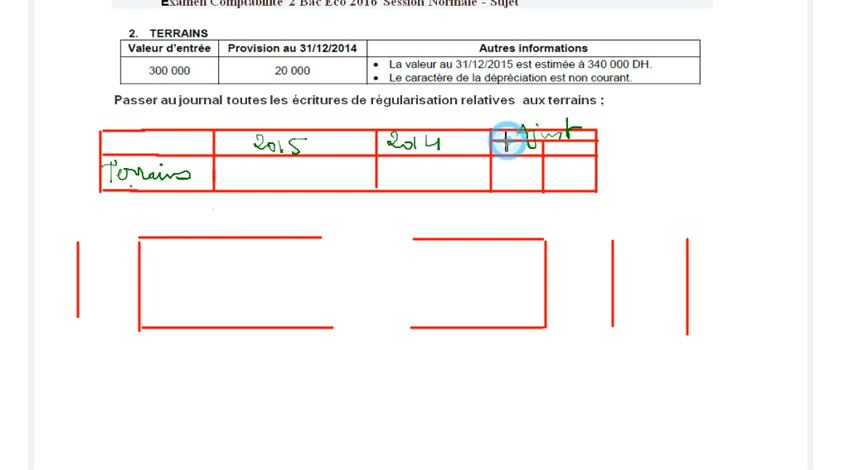 Examen Comptabilité 2 Bac Eco 2016 Session Normale - Sujet
2. TERRAINS
Valeur d'entrée Provision au 31/12/2014 Autres informations
300 000 20 000 • La valeur au 31/12/2015 est estimée à 340 000 DH.
• Le caractère de la dépréciation est non courant.
Passer au journal toutes les écritures de régularisation relatives aux terrains ;
2015 2014 Ajust
+
Terrains